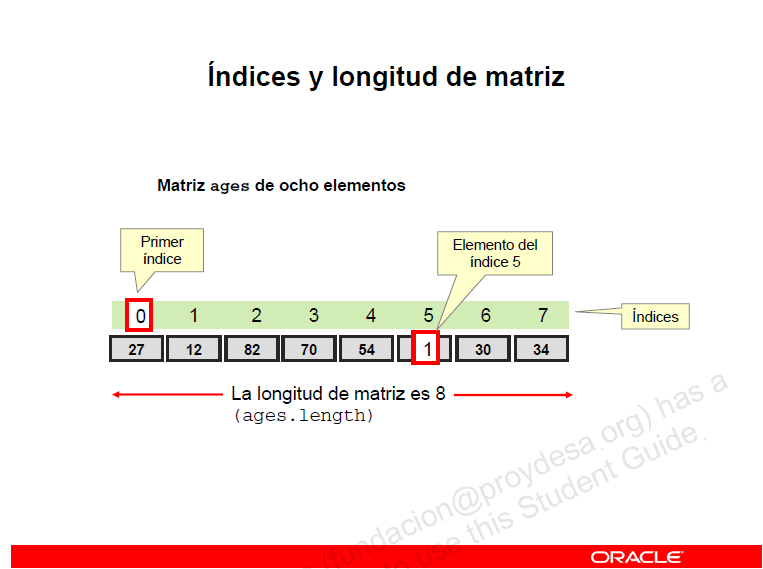 Índices y longitud de matriz
Matriz ages de ocho elementos
Primer
índice
Elemento del
índice 5
0 1 2 3 4 5 6 7
Índices
27 12 82 70 54 1 30 34
La longitud de matriz es 8
(ages.length)
(fundacion@proydesa.org) has a
use this Student Guide.
ORACLE